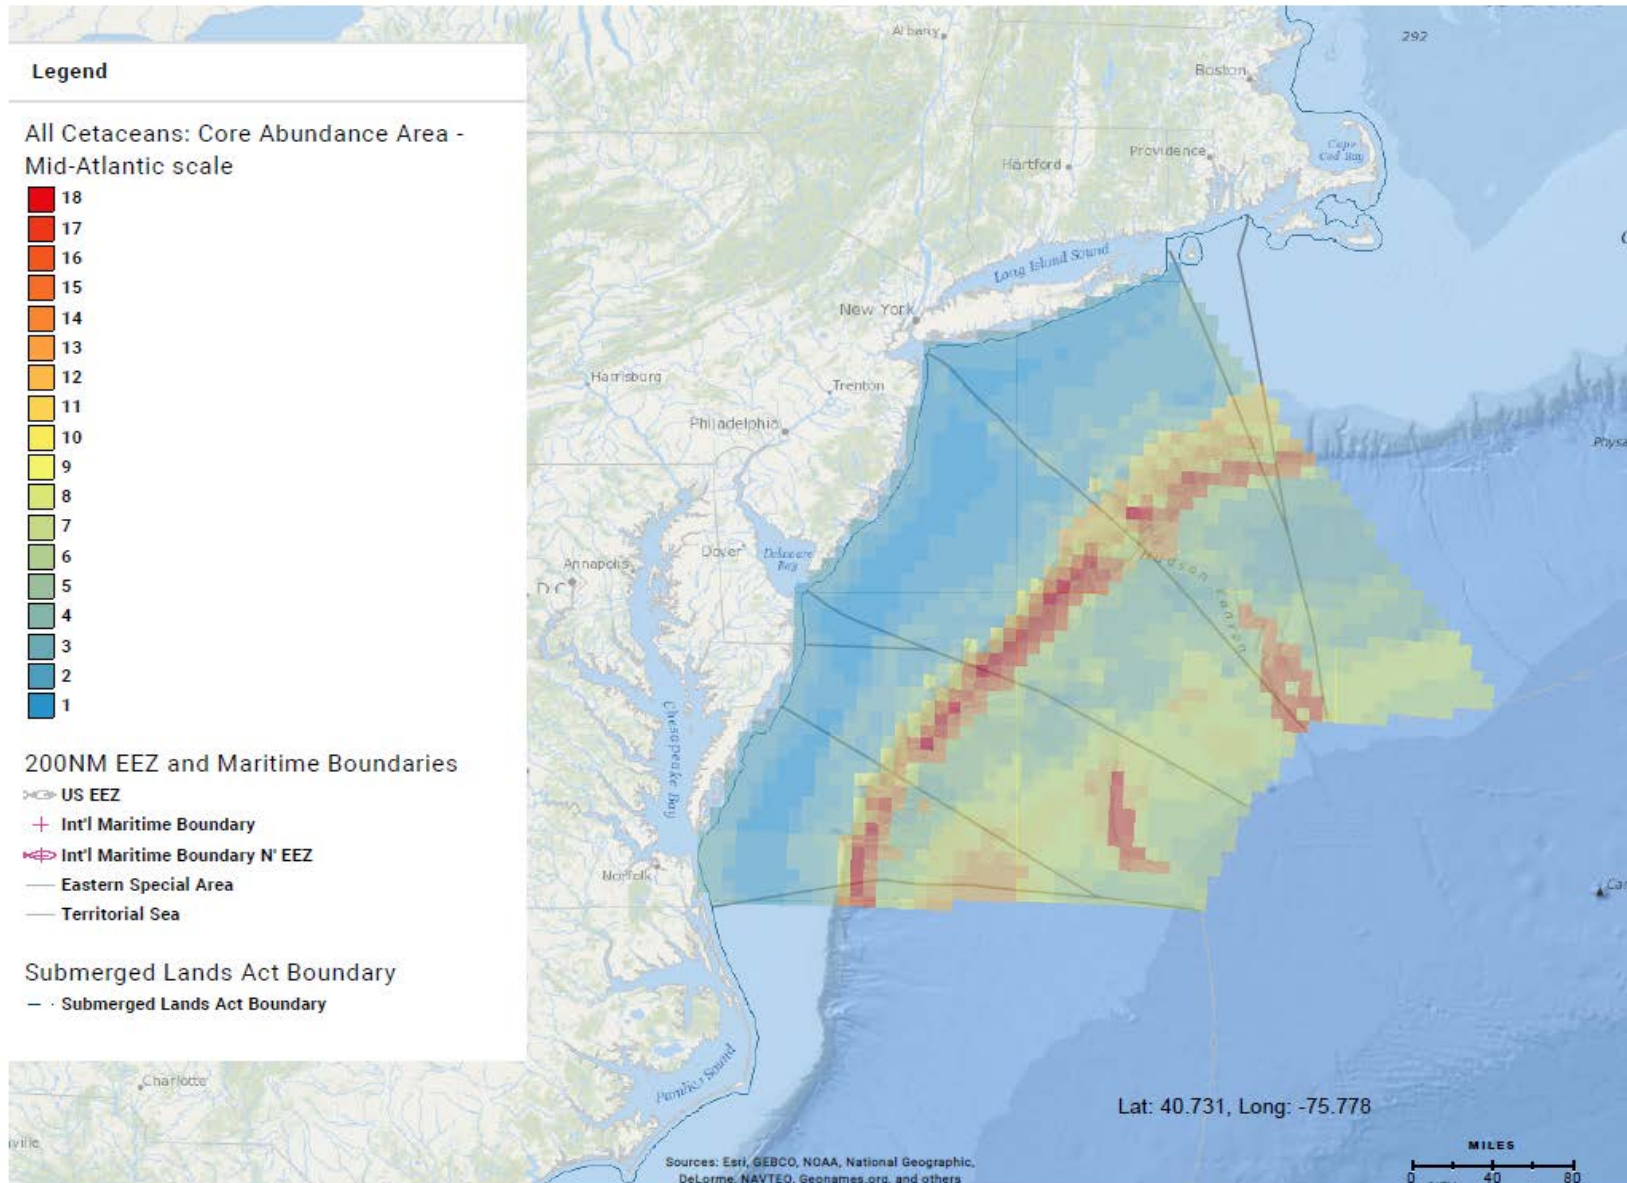 292
Albany
Boston
Legend
All Cetaceans: Core Abundance Area -
Mid-Atlantic scale
18
17
16
15
14
13
12
11
10
9
8
7
6
5
4
3
2
1
200NM EEZ and Maritime Boundaries
US EEZ
Int'l Maritime Boundary
Int'l Maritime Boundary N' EEZ
Eastern Special Area
Territorial Sea
Submerged Lands Act Boundary
Submerged Lands Act Boundary
Cape
Cod Bay
Providence
Hartford
Long Island Sound
New York
Harrisburg
Trenton
Philadelphia
Dover
Delaware
Bay
Annapolis
DC
Hudson Canyon
Chesapeake Bay
Norfolk
Charlotte
Pamlico Sound
Lat: 40.731, Long: -75.778
MILES
0 40 80
Sources: Esri, GEBCO, NOAA, National Geographic,
DeLorme, NAVTEQ, Geonames.org, and others